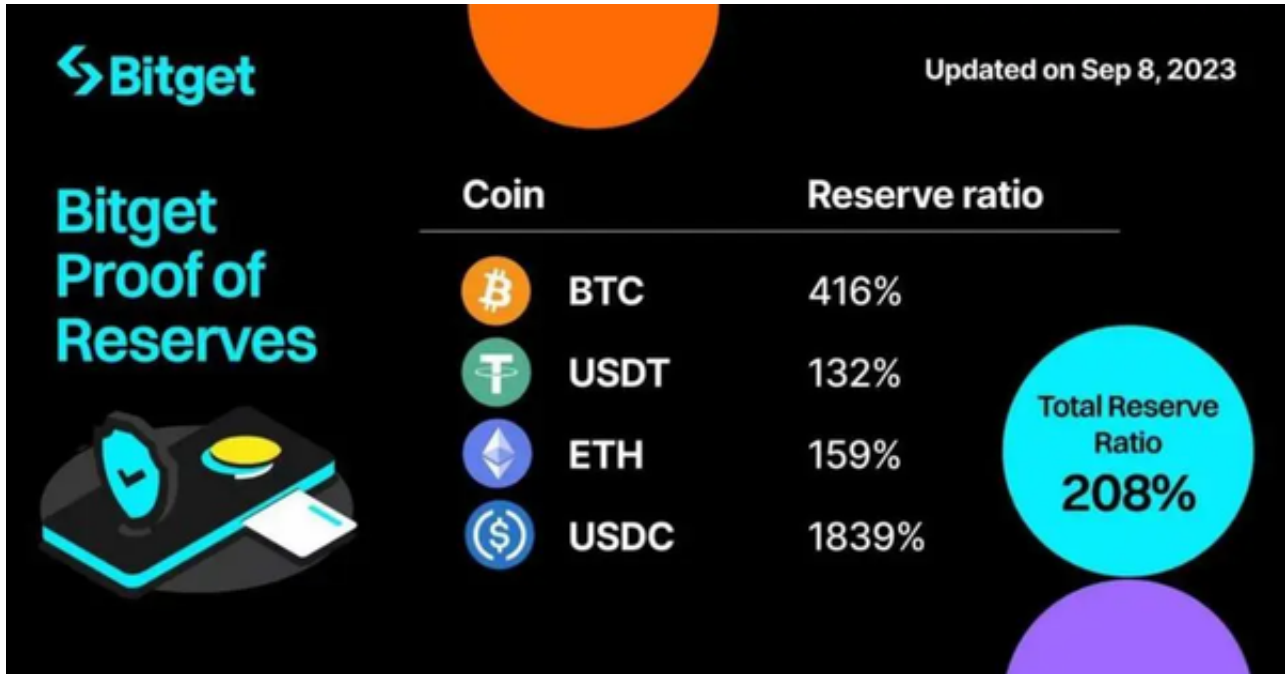 Bitget
Updated on Sep 8, 2023
Bitget
Proof of
Reserves
Coin Reserve ratio
BTC 416%
USDT 132%
ETH 159%
USDC 1839%
Total Reserve
Ratio
208%